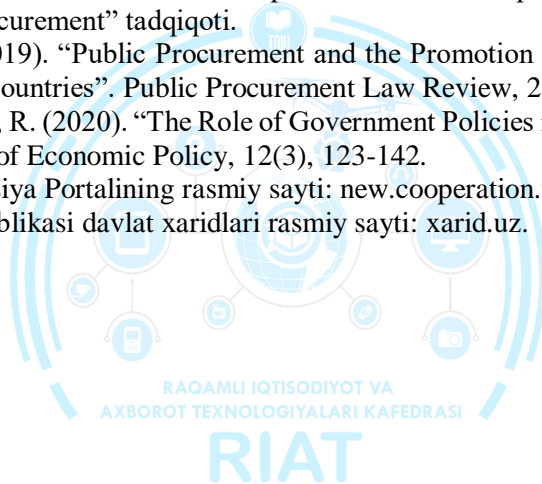 curement” tadqiqoti.
019). “Public Procurement and the Promotion
ountries”. Public Procurement Law Review, 2
, R. (2020). “The Role of Government Policies
of Economic Policy, 12(3), 123-142.
siya Portalining rasmiy sayti: new.cooperation.
blikasi davlat xaridlari rasmiy sayti: xarid.uz.
RAQAMLI IQTISODIYOT VA
AXBOROT TEXNOLOGIYALARI KAFEDRASI
RIAT